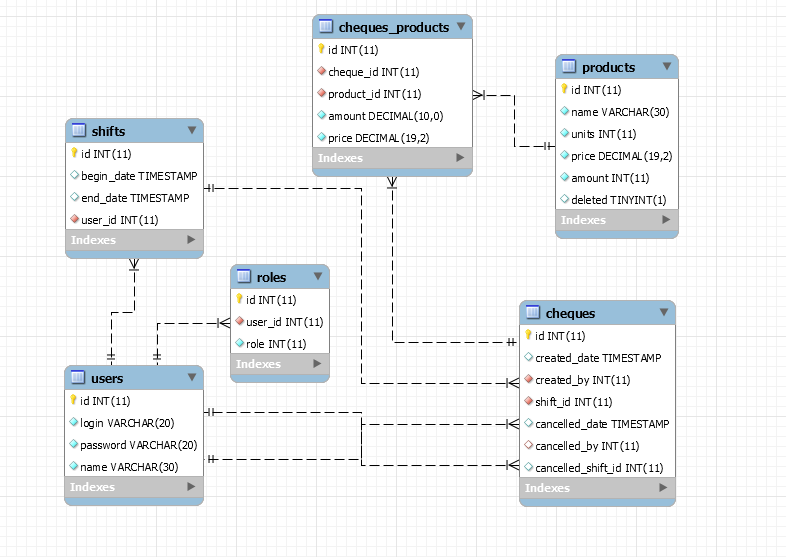 cheques_products
id INT(11)
cheque_id INT(11)
product_id INT(11)
amount DECIMAL(10,0)
price DECIMAL(19,2)
Indexes
products
id INT(11)
name VARCHAR(30)
units INT(11)
price DECIMAL(19,2)
amount INT(11)
deleted TINYINT(1)
Indexes
shifts
id INT(11)
begin_date TIMESTAMP
end_date TIMESTAMP
user_id INT(11)
Indexes
roles
id INT(11)
user_id INT(11)
role INT(11)
Indexes
cheques
id INT(11)
created_date TIMESTAMP
created_by INT(11)
shift_id INT(11)
cancelled_date TIMESTAMP
cancelled_by INT(11)
cancelled_shift_id INT(11)
Indexes
users
id INT(11)
login VARCHAR(20)
password VARCHAR(20)
name VARCHAR(30)
Indexes